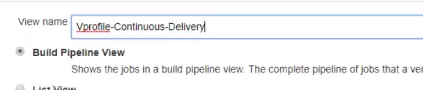 View name Vprofile-Continuous-Delivery
Build Pipeline View
Shows the jobs in a build pipeline view. The complete pipeline of jobs that a ver
List View